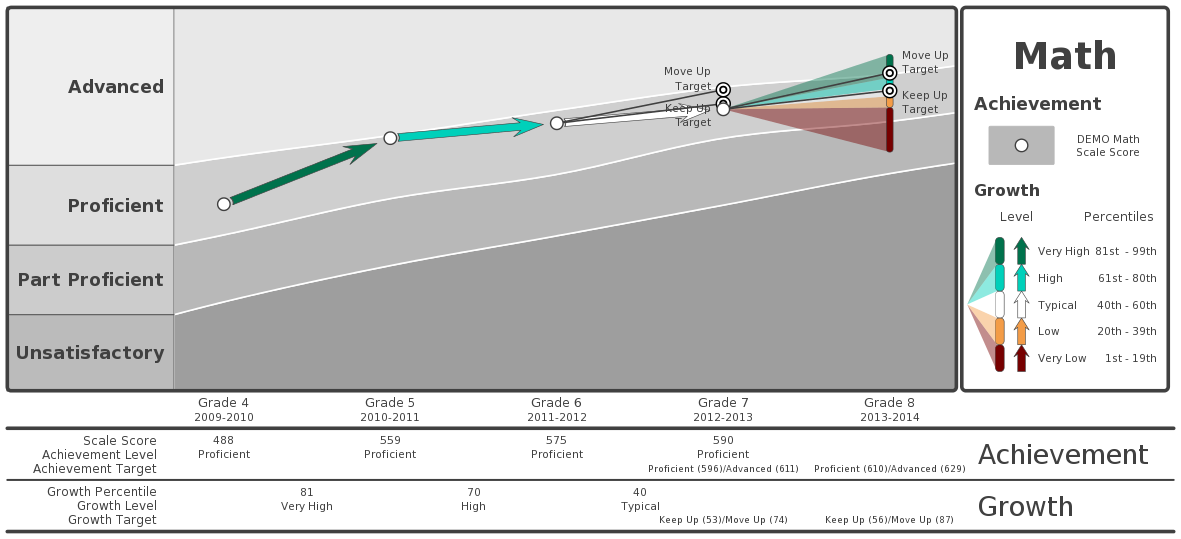 Advanced
Proficient
Part Proficient
Unsatisfactory
Move Up
Target
Keep Up
Target
Move Up
Target
Keep Up
Target
Math
Achievement
DEMO Math
Scale Score
Growth
Level Percentiles
Very High 81st - 99th
High 61st - 80th
Typical 40th - 60th
Low 20th - 39th
Very Low 1st - 19th
Grade 4 Grade 5 Grade 6 Grade 7 Grade 8
2009-2010 2010-2011 2011-2012 2012-2013 2013-2014
Scale Score 488 559 575 590
Achievement Level Proficient Proficient Proficient Proficient
Achievement Target Proficient (596)/Advanced (611) Proficient (610)/Advanced (629)
Achievement
Growth Percentile 81 70 40
Growth Level Very High High Typical
Growth Target Keep Up (53)/Move Up (74) Keep Up (56)/Move Up (87)
Growth